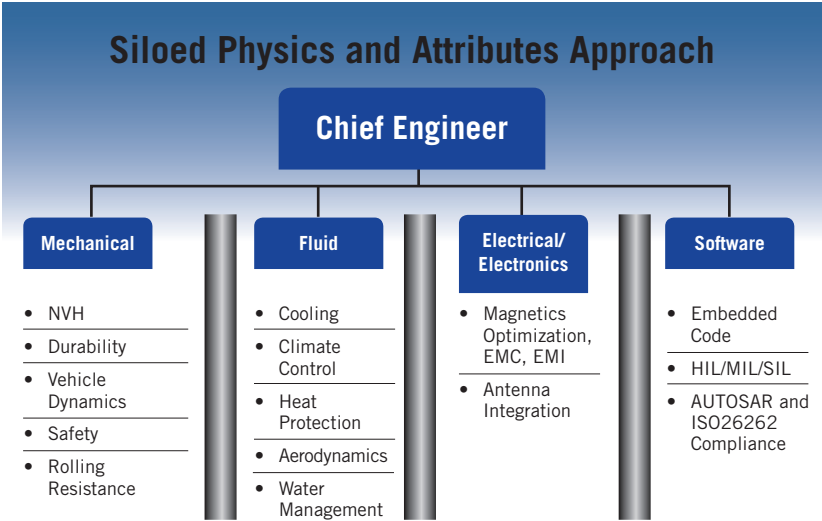 Siloed Physics and Attributes Approach
Chief Engineer
Mechanical
• NVH
• Durability
• Vehicle
Dynamics
• Safety
• Rolling
Resistance
Fluid
• Cooling
• Climate
Control
• Heat
Protection
• Aerodynamics
• Water
Management
Electrical/
Electronics
• Magnetics
Optimization,
EMC, EMI
• Antenna
Integration
Software
• Embedded
Code
• HIL/MIL/SIL
• AUTOSAR and
ISO26262
Compliance